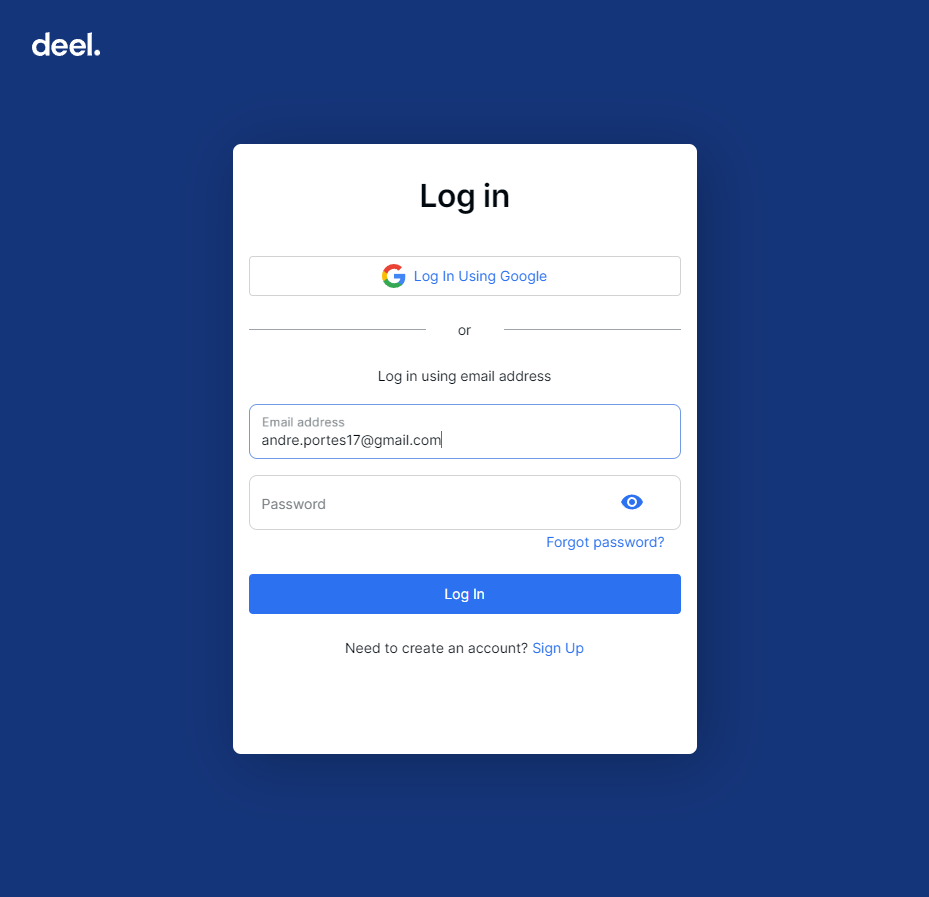 deel.
Log in
Log In Using Google
or
Log in using email address
Email address
andre.portes17@gmail.com
Password
Forgot password?
Log In
Need to create an account? Sign Up